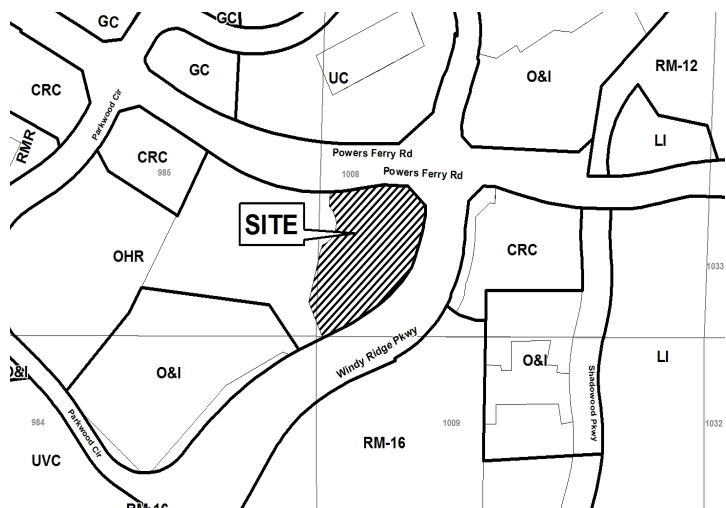 GC
GC
GC
UC
O&I
RM-12
CRC
Parkwood Cir
RMR
CRC
985
LI
Powers Ferry Rd
Powers Ferry Rd
1008
SITE
OHR
CRC
1033
O&I
Windy Ridge Pkwy
O&I
LI
Shadowood Pkwy
O&I
984
Parkwood Cir
RM-16
1009
1032
UVC
RM-16